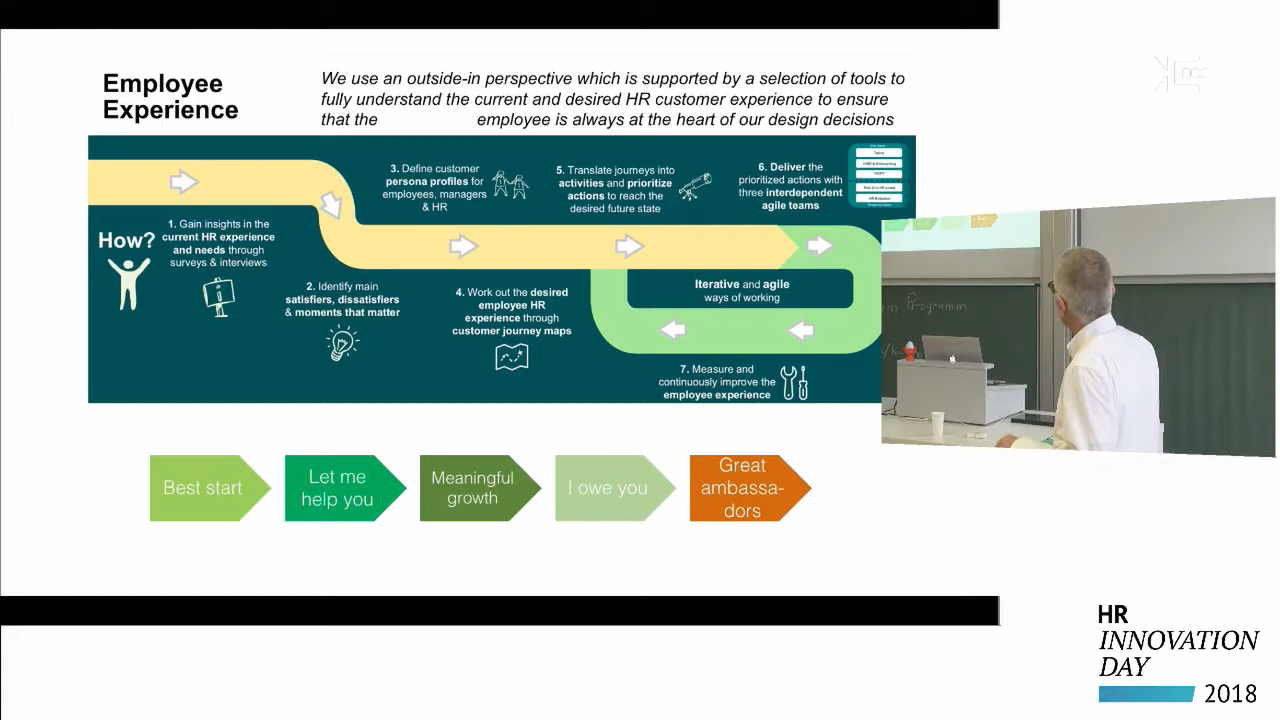 Employee
Experience
We use an outside-in perspective which is supported by a selection of tools to
fully understand the current and desired HR customer experience to ensure
that the employee is always at the heart of our design decisions
How?
1. Gain insights in the
current HR experience
and needs through
surveys & interviews
2. Identify main
satisfiers, dissatisfiers
& moments that matter
3. Define customer
persona profiles for
employees, managers
& HR
4. Work out the desired
employee HR
experience through
customer journey maps
5. Translate journeys into
activities and prioritize
actions to reach the
desired future state
6. Deliver the
prioritized actions with
three interdependent
agile teams
Iterative and agile
ways of working
7. Measure and
continuously improve the
employee experience
Best start
Let me
help you
Meaningful
growth
I owe you
Great
ambassa-
dors
Programm
HR
INNOVATION
DAY
2018